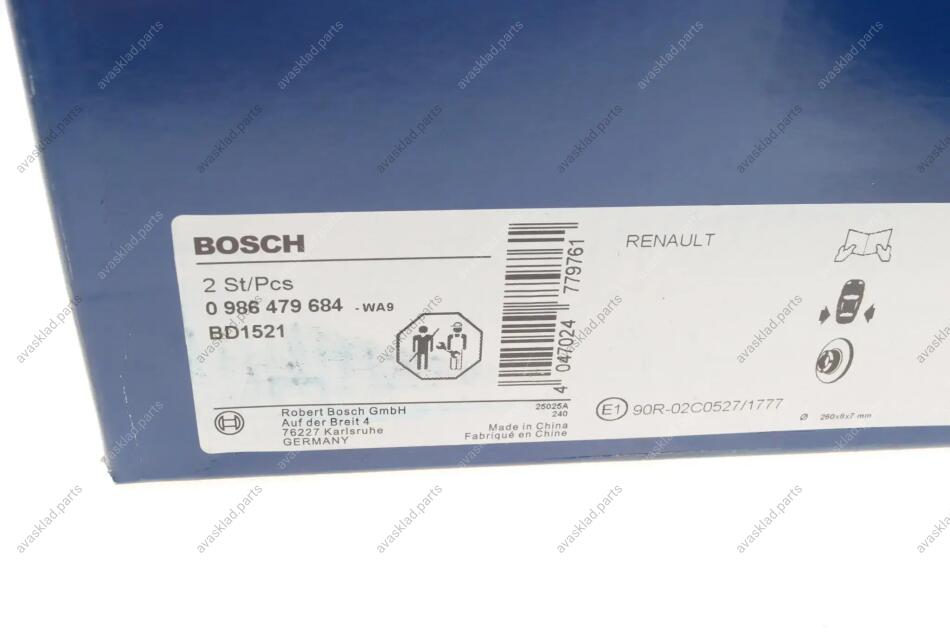 BOSCH
2 St/Pcs
0 986 479 684 - WA9
BD1521
Robert Bosch GmbH
Auf der Breit 4
76227 Karlsruhe
GERMANY
25025A
240
Made in China
Fabriqué en Chine
4 047024 779761
RENAULT
E1 90R-02C0527/1777
Ø 260x8x7 mm
avasklad.parts